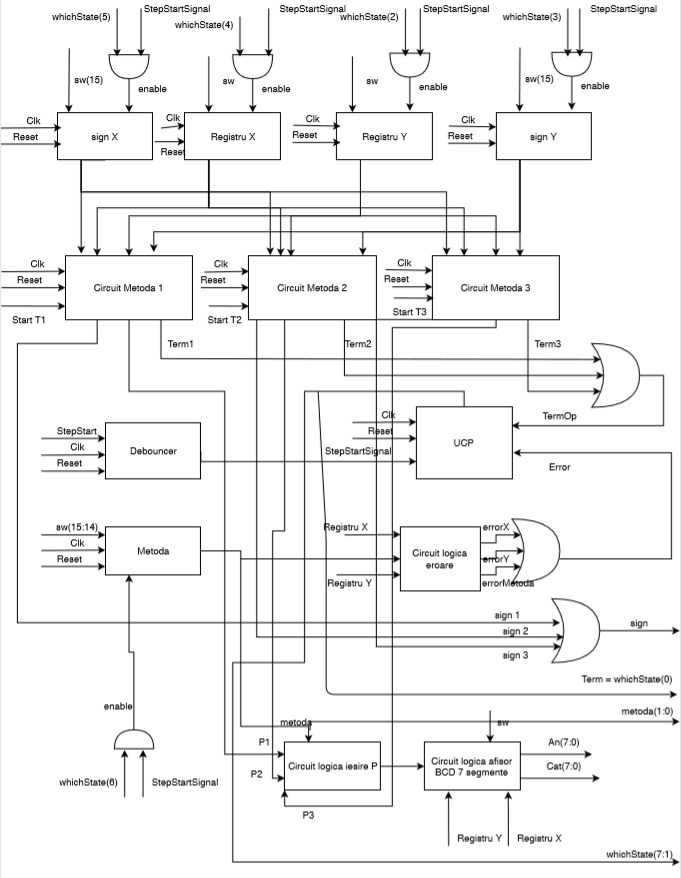 whichState(5)
StepStartSignal
whichState(4)
StepStartSignal
whichState(2)
StepStartSignal
whichState(3)
StepStartSignal
sw(15)
enable
sw
enable
sw
enable
sw(15)
enable
Clk
Reset
sign X
Clk
Reset
Registru X
Clk
Reset
Registru Y
Clk
Reset
sign Y
Clk
Reset
Start T1
Circuit Metoda 1
Clk
Reset
Start T2
Circuit Metoda 2
Clk
Reset
Start T3
Circuit Metoda 3
Term1
Term2
Term3
TermOp
StepStart
Clk
Reset
Debouncer
Clk
Reset
StepStartSignal
UCP
Error
sw(15:14)
Clk
Reset
Metoda
Registru X
Registru Y
Circuit logica
eroare
errorX
errorY
errorMetoda
sign 1
sign 2
sign 3
sign
Term = whichState(0)
enable
metoda
sw
metoda(1:0)
P1
P2
P3
Circuit logica iesire P
Circuit logica afisor
BCD 7 segmente
An(7:0)
Cat(7:0)
whichState(6)
StepStartSignal
Registru Y
Registru X
whichState(7:1)